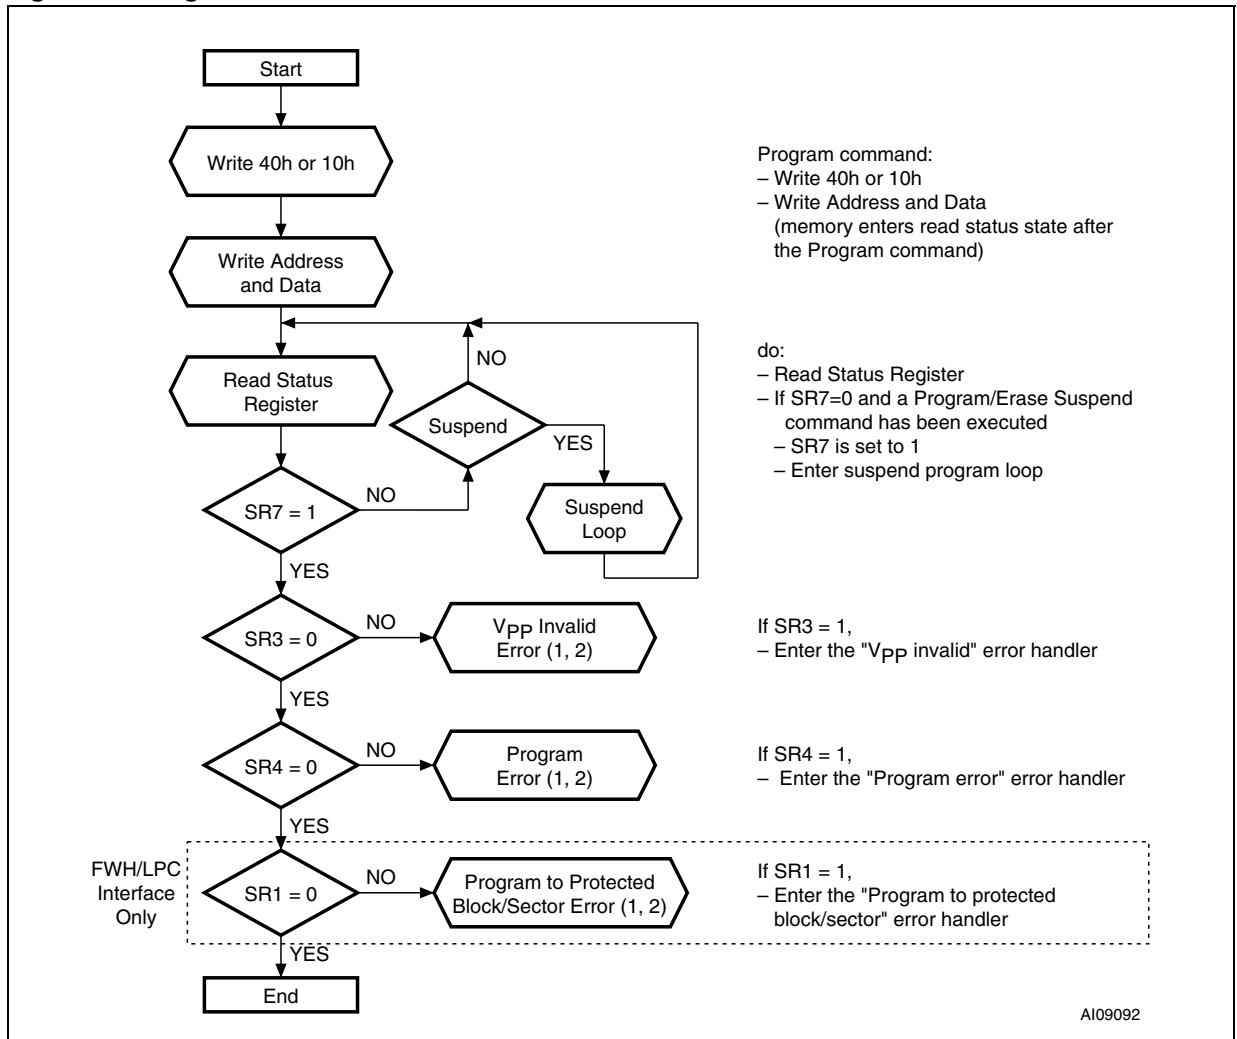 Start
Write 40h or 10h
Program command:
– Write 40h or 10h
– Write Address and Data
(memory enters read status state after
the Program command)
Write Address
and Data
NO
do:
– Read Status Register
– If SR7=0 and a Program/Erase Suspend
command has been executed
– SR7 is set to 1
– Enter suspend program loop
Read Status
Register
Suspend
YES
NO
SR7 = 1
Suspend
Loop
YES
SR3 = 0
NO
VPP Invalid
Error (1, 2)
If SR3 = 1,
– Enter the "VPP invalid" error handler
YES
SR4 = 0
NO
Program
Error (1, 2)
If SR4 = 1,
– Enter the "Program error" error handler
YES
FWH/LPC
Interface
Only
SR1 = 0
NO
Program to Protected
Block/Sector Error (1, 2)
If SR1 = 1,
– Enter the "Program to protected
block/sector" error handler
YES
End
AI09092